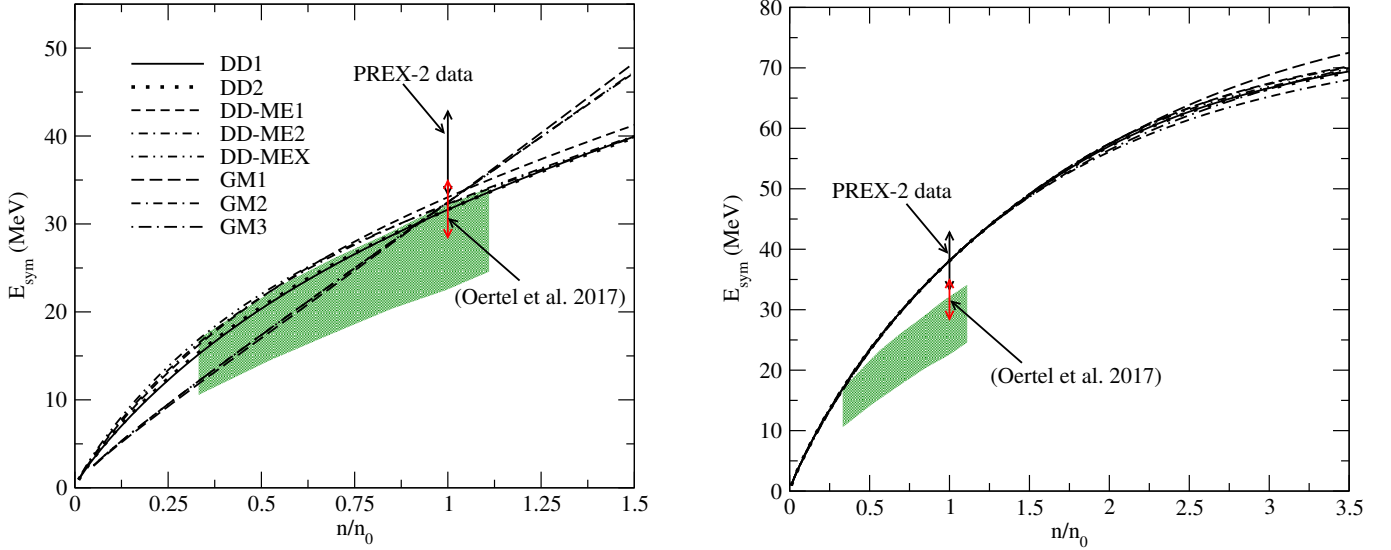 50
40
30
20
10
0
E_sym (MeV)
DD1
DD2
DD-ME1
DD-ME2
DD-MEX
GM1
GM2
GM3
PREX-2 data
(Oertel et al. 2017)
0 0.25 0.5 0.75 1 1.25 1.5
n/n_0
80
70
60
50
40
30
20
10
0
E_sym (MeV)
PREX-2 data
(Oertel et al. 2017)
0 0.5 1 1.5 2 2.5 3 3.5
n/n_0